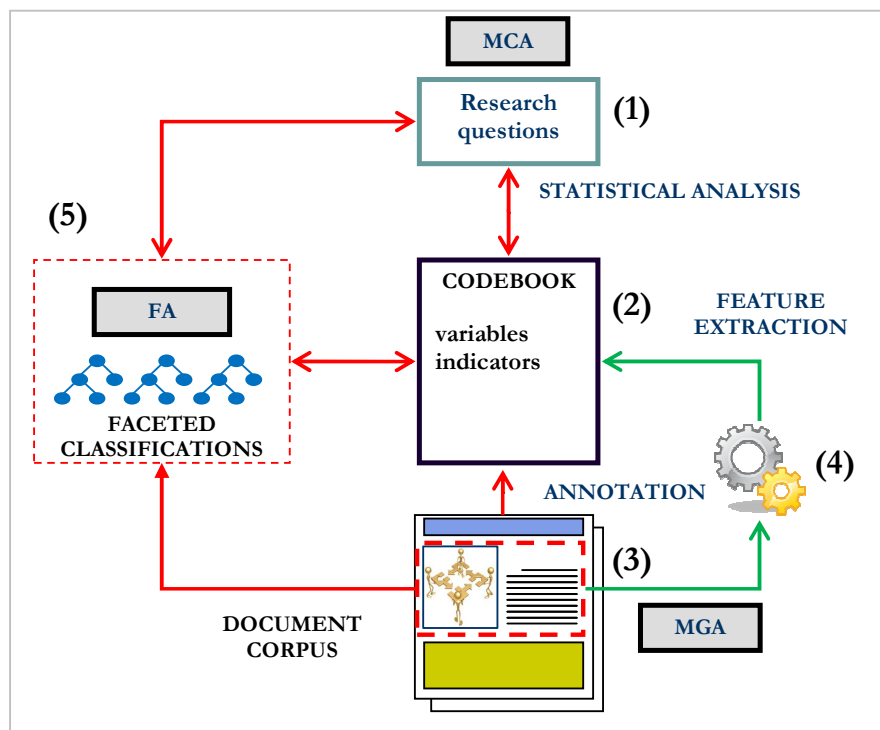 MCA
Research
questions
(1)
STATISTICAL ANALYSIS
(5)
CODEBOOK
(2)
FEATURE
EXTRACTION
FA
variables
indicators
FACETED
CLASSIFICATIONS
(4)
ANNOTATION
(3)
DOCUMENT
CORPUS
MGA